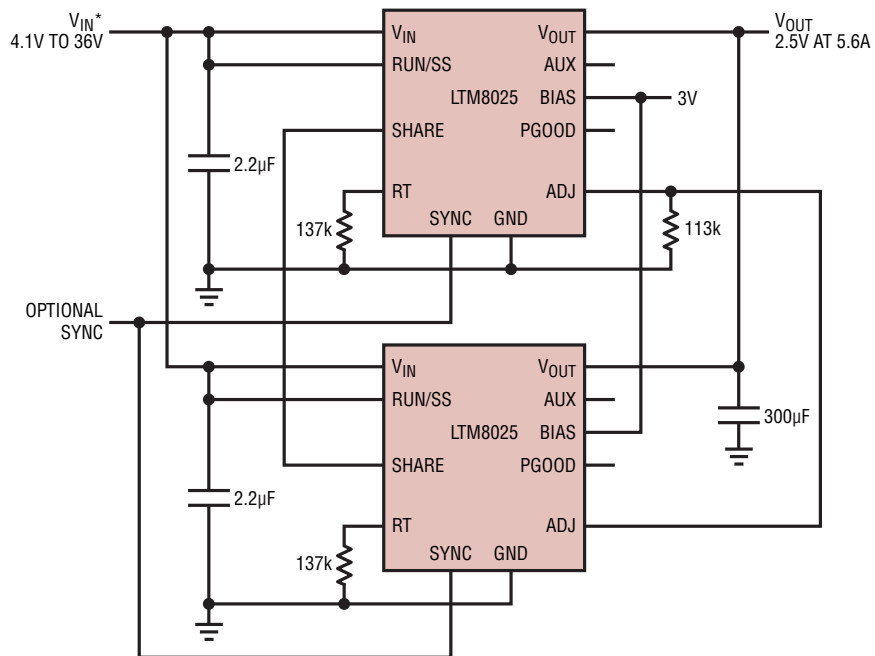 VIN*
4.1V TO 36V
VIN
VOUT
VOUT
2.5V AT 5.6A
RUN/SS
AUX
LTM8025
BIAS
3V
SHARE
PGOOD
2.2µF
RT
ADJ
137k
SYNC
GND
113k
OPTIONAL
SYNC
VIN
VOUT
RUN/SS
AUX
LTM8025
BIAS
300µF
SHARE
PGOOD
2.2µF
RT
ADJ
137k
SYNC
GND